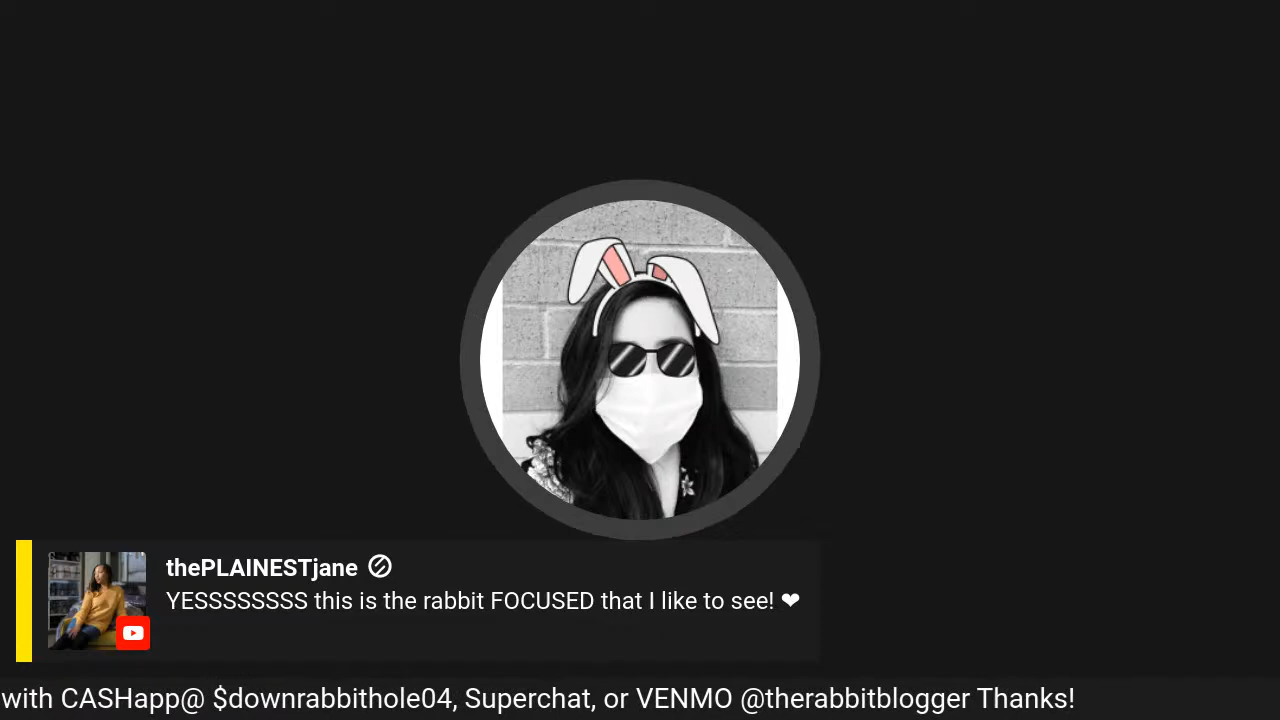 thePLAINESTjane
YESSSSSSSS this is the rabbit FOCUSED that I like to see! ❤
with CASHapp@ $downrabbithole04, Superchat, or VENMO @therabbitblogger Thanks!